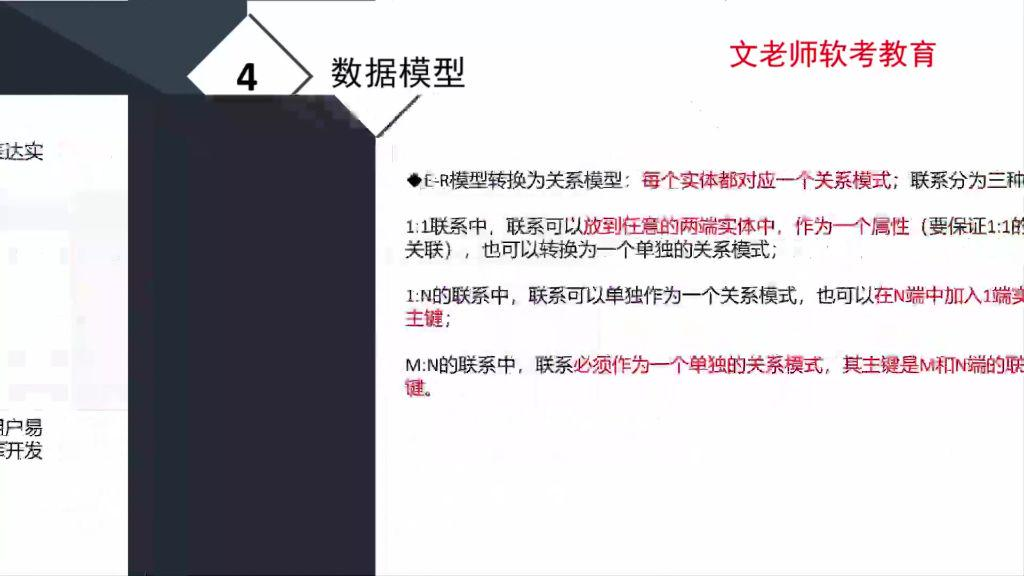 4
数据模型
文老师软考教育
达实
户易
开发
◆E-R模型转换为关系模型：每个实体都对应一个关系模式；联系分为三种
1:1联系中，联系可以放到任意的两端实体中，作为一个属性（要保证1:1的
关联），也可以转换为一个单独的关系模式；
1:N的联系中，联系可以单独作为一个关系模式，也可以在N端中加入1端实
主键；
M:N的联系中，联系必须作为一个单独的关系模式，其主键是M和N端的联
键。